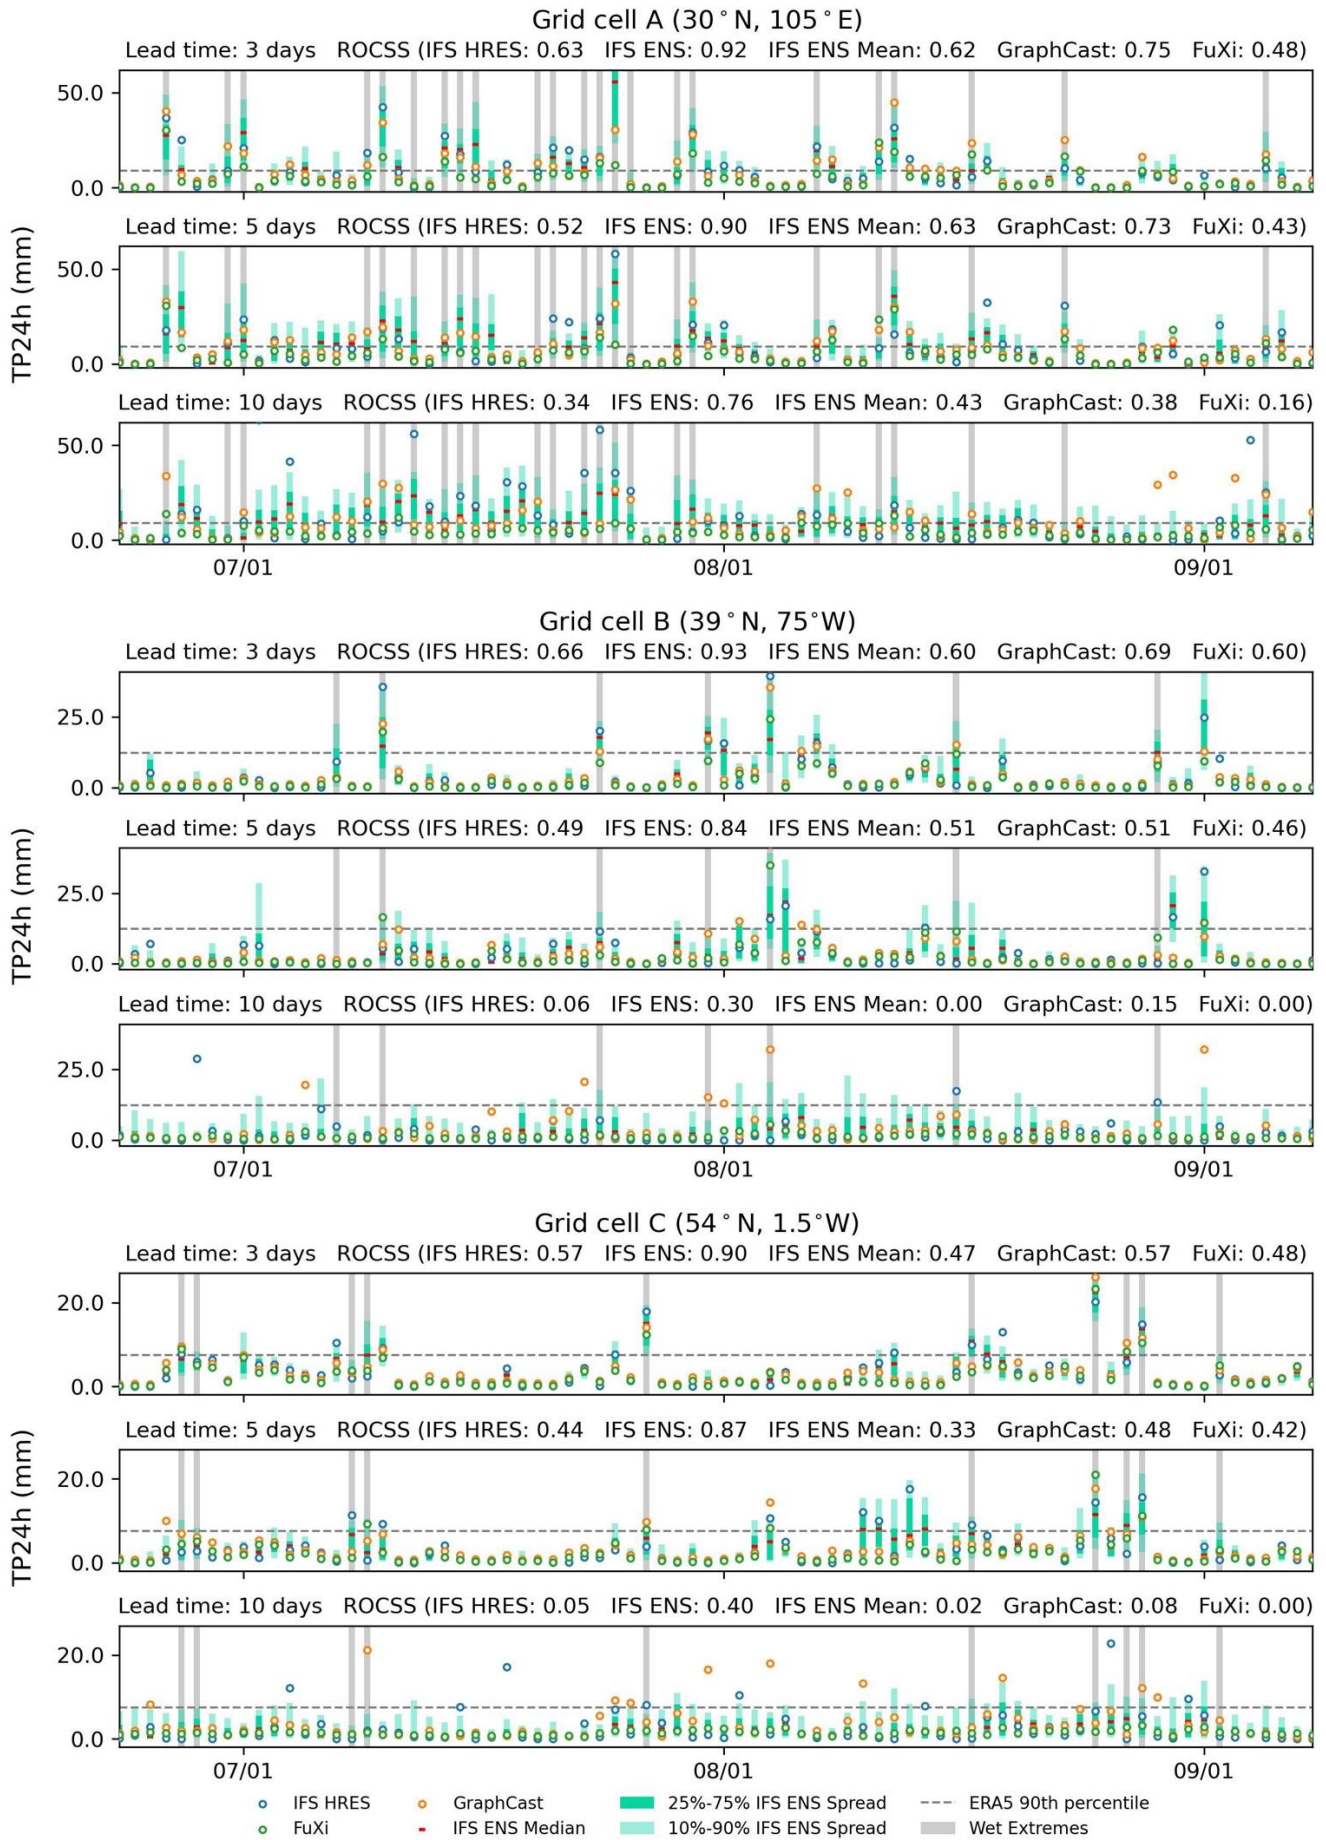 Grid cell A (30°N, 105°E)
Lead time: 3 days ROCSS (IFS HRES: 0.63 IFS ENS: 0.92 IFS ENS Mean: 0.62 GraphCast: 0.75 FuXi: 0.48)
50.0
0.0
Lead time: 5 days ROCSS (IFS HRES: 0.52 IFS ENS: 0.90 IFS ENS Mean: 0.63 GraphCast: 0.73 FuXi: 0.43)
TP24h (mm)
50.0
0.0
Lead time: 10 days ROCSS (IFS HRES: 0.34 IFS ENS: 0.76 IFS ENS Mean: 0.43 GraphCast: 0.38 FuXi: 0.16)
50.0
0.0
07/01 08/01 09/01
Grid cell B (39°N, 75°W)
Lead time: 3 days ROCSS (IFS HRES: 0.66 IFS ENS: 0.93 IFS ENS Mean: 0.60 GraphCast: 0.69 FuXi: 0.60)
25.0
0.0
Lead time: 5 days ROCSS (IFS HRES: 0.49 IFS ENS: 0.84 IFS ENS Mean: 0.51 GraphCast: 0.51 FuXi: 0.46)
TP24h (mm)
25.0
0.0
Lead time: 10 days ROCSS (IFS HRES: 0.06 IFS ENS: 0.30 IFS ENS Mean: 0.00 GraphCast: 0.15 FuXi: 0.00)
25.0
0.0
07/01 08/01 09/01
Grid cell C (54°N, 1.5°W)
Lead time: 3 days ROCSS (IFS HRES: 0.57 IFS ENS: 0.90 IFS ENS Mean: 0.47 GraphCast: 0.57 FuXi: 0.48)
20.0
0.0
Lead time: 5 days ROCSS (IFS HRES: 0.44 IFS ENS: 0.87 IFS ENS Mean: 0.33 GraphCast: 0.48 FuXi: 0.42)
TP24h (mm)
20.0
0.0
Lead time: 10 days ROCSS (IFS HRES: 0.05 IFS ENS: 0.40 IFS ENS Mean: 0.02 GraphCast: 0.08 FuXi: 0.00)
20.0
0.0
07/01 08/01 09/01
IFS HRES GraphCast 25%-75% IFS ENS Spread ERA5 90th percentile
FuXi IFS ENS Median 10%-90% IFS ENS Spread Wet Extremes